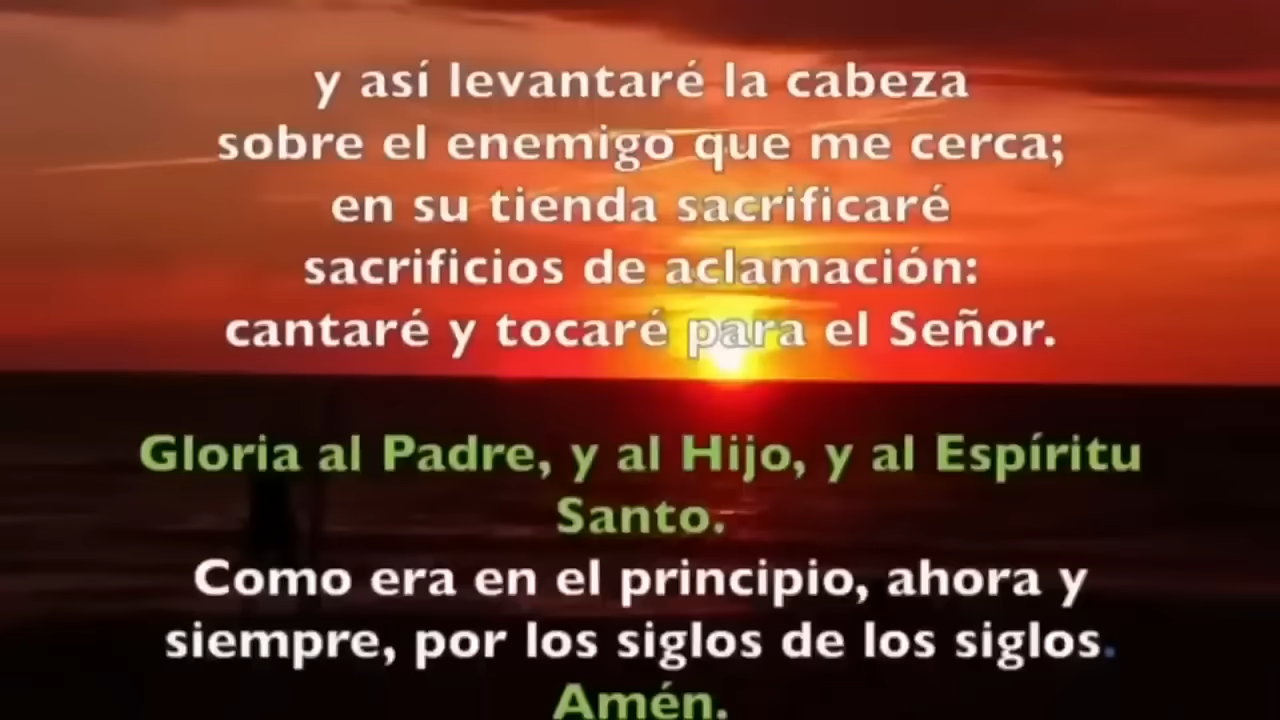 y así levantaré la cabeza
sobre el enemigo que me cerca;
en su tienda sacrificaré
sacrificios de aclamación:
cantaré y tocaré para el Señor.
Gloria al Padre, y al Hijo, y al Espíritu
Santo.
Como era en el principio, ahora y
siempre, por los siglos de los siglos.
Amén.